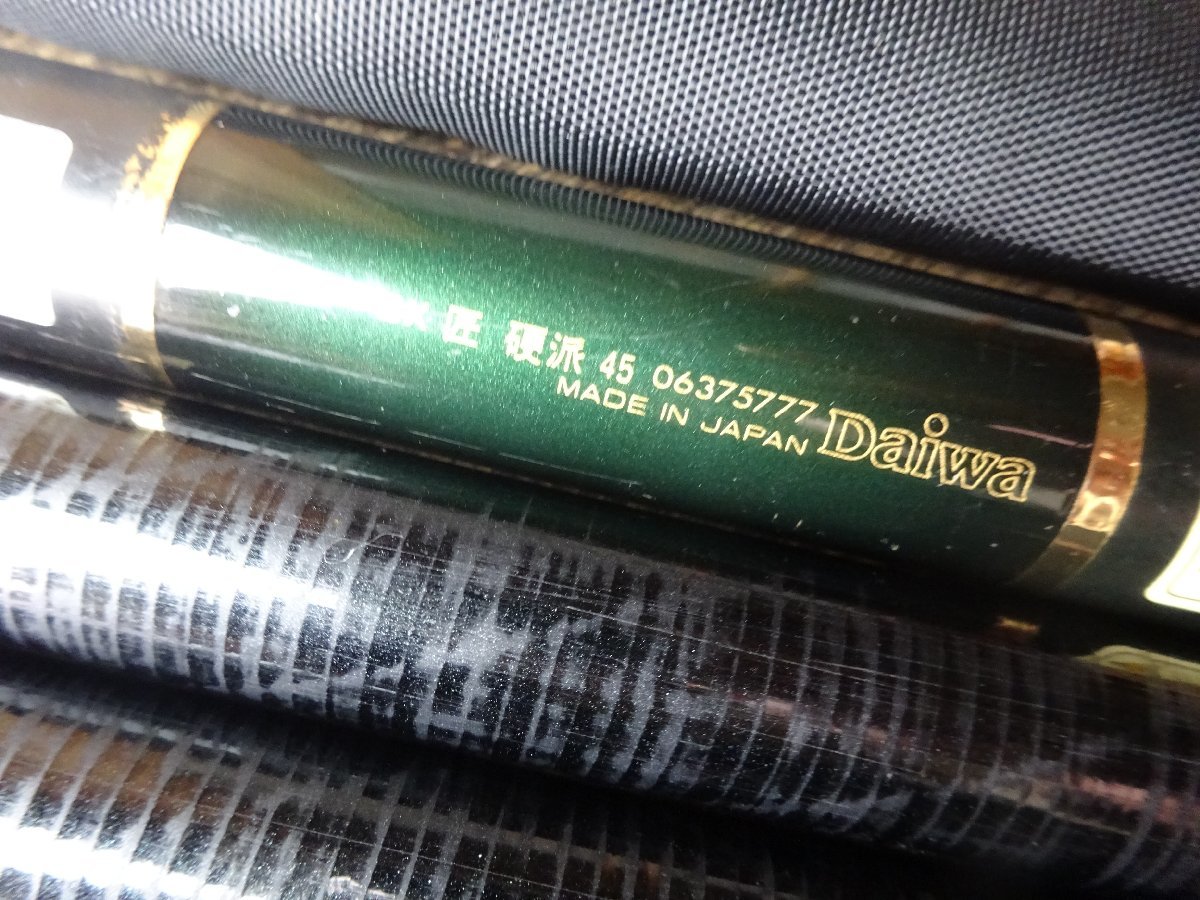 匠 硬派 45 06375777
MADE IN JAPAN
Daiwa